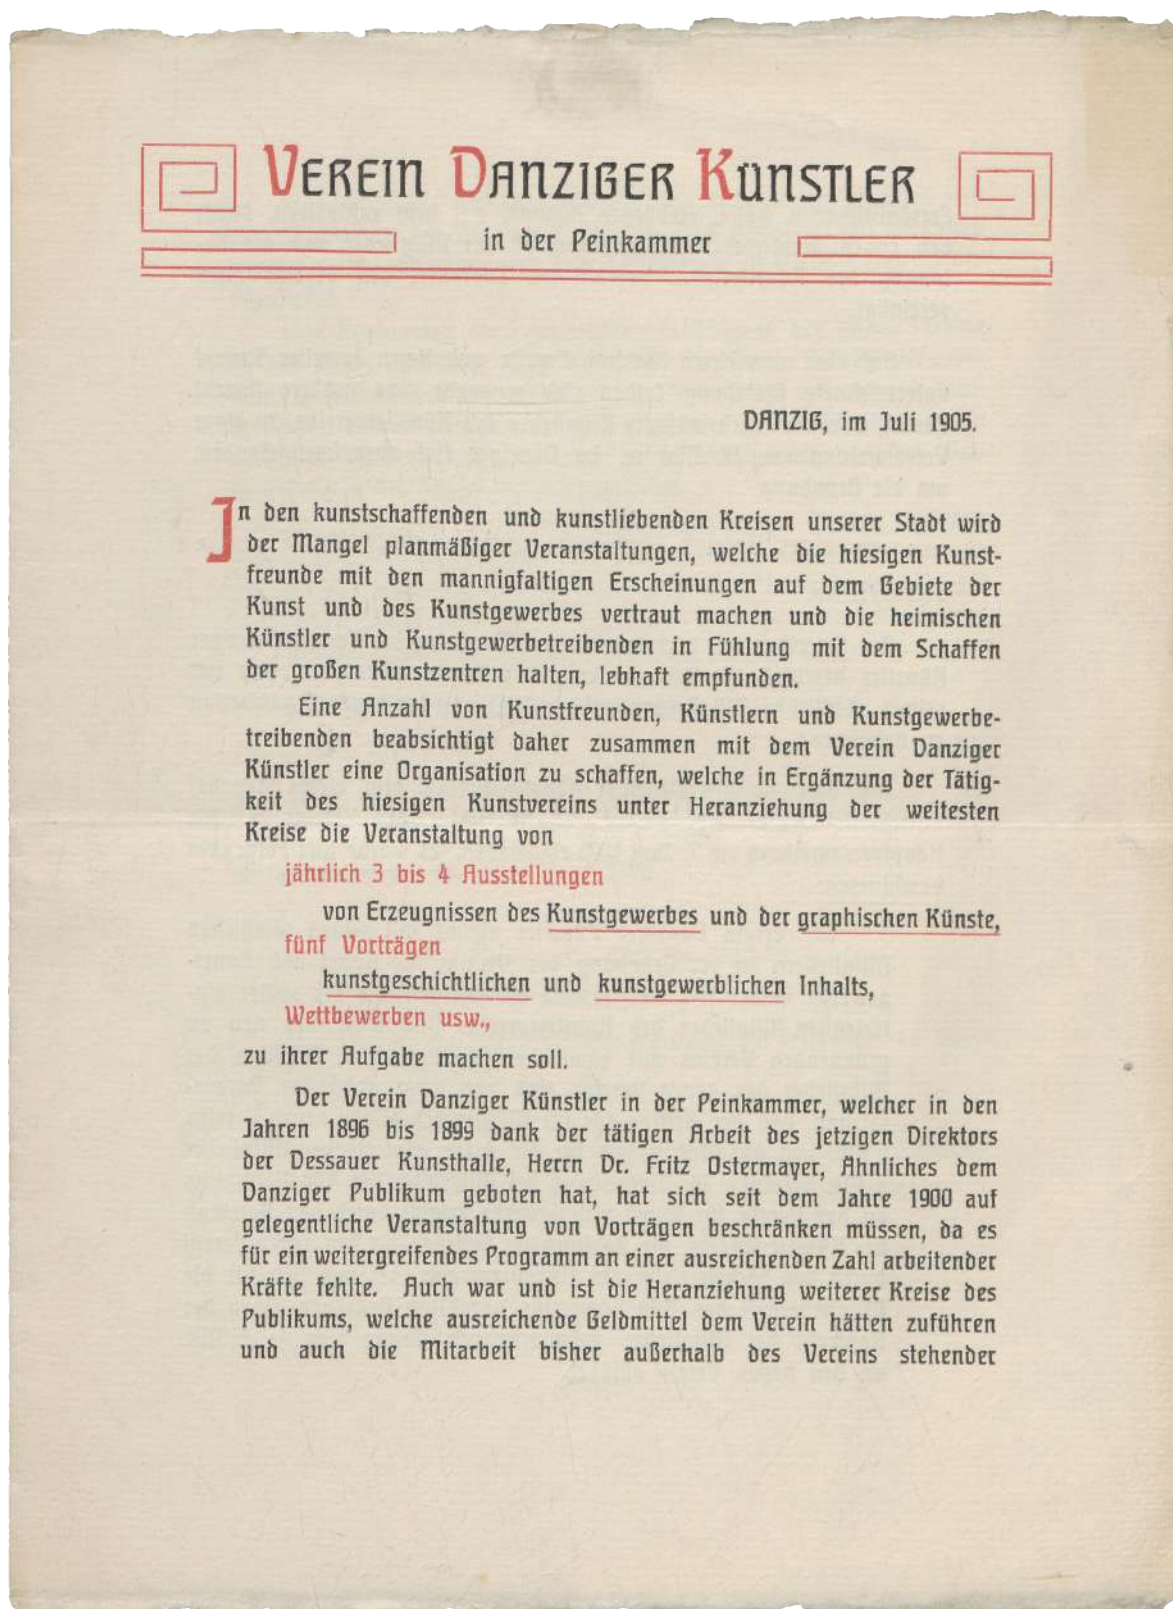 VEREIN DANZIGER KÜNSTLER
in der Peinkammer
DANZIG, im Juli 1905.
In den kunstschaffenden und kunstliebenden Kreisen unserer Stadt wird
der Mangel planmäßiger Veranstaltungen, welche die hiesigen Kunst-
freunde mit den mannigfaltigen Erscheinungen auf dem Gebiete der
Kunst und des Kunstgewerbes vertraut machen und die heimischen
Künstler und Kunstgewerbetreibenden in Fühlung mit dem Schaffen
der großen Kunstzentren halten, lebhaft empfunden.
Eine Anzahl von Kunstfreunden, Künstlern und Kunstgewerbe-
treibenden beabsichtigt daher zusammen mit dem Verein Danziger
Künstler eine Organisation zu schaffen, welche in Ergänzung der Tätig-
keit des hiesigen Kunstvereins unter Heranziehung der weitesten
Kreise die Veranstaltung von
jährlich 3 bis 4 Ausstellungen
von Erzeugnissen des Kunstgewerbes und der graphischen Künste,
fünf Vorträgen
kunstgeschichtlichen und kunstgewerblichen Inhalts,
Wettbewerben usw.,
zu ihrer Aufgabe machen soll.
Der Verein Danziger Künstler in der Peinkammer, welcher in den
Jahren 1896 bis 1899 dank der tätigen Arbeit des jetzigen Direktors
der Dessauer Kunsthalle, Herrn Dr. Fritz Ostermayer, Ähnliches dem
Danziger Publikum geboten hat, hat sich seit dem Jahre 1900 auf
gelegentliche Veranstaltung von Vorträgen beschränken müssen, da es
für ein weitergreifendes Programm an einer ausreichenden Zahl arbeitender
Kräfte fehlte. Auch war und ist die Heranziehung weiterer Kreise des
Publikums, welche ausreichende Geldmittel dem Verein hätten zuführen
und auch die Mitarbeit bisher außerhalb des Vereins stehender